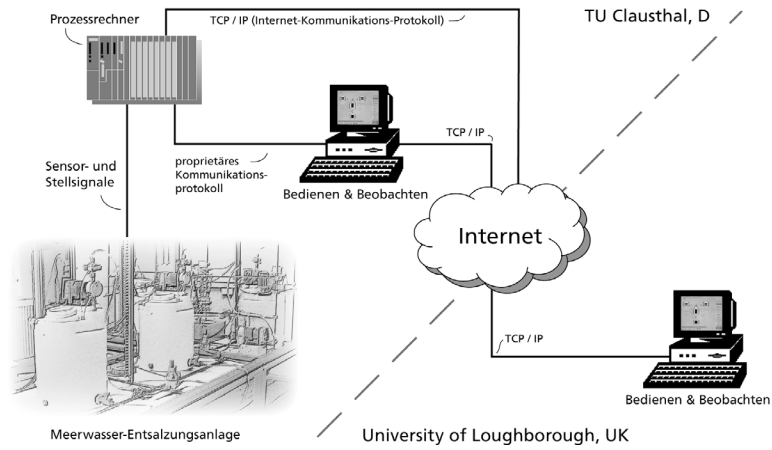 Prozessrechner
TCP / IP (Internet-Kommunikations-Protokoll)
TU Clausthal, D
TCP / IP
Sensor- und
Stellsignale
proprietäres
Kommunikations-
protokoll
Bedienen & Beobachten
Internet
TCP / IP
Bedienen & Beobachten
Meerwasser-Entsalzungsanlage
University of Loughborough, UK